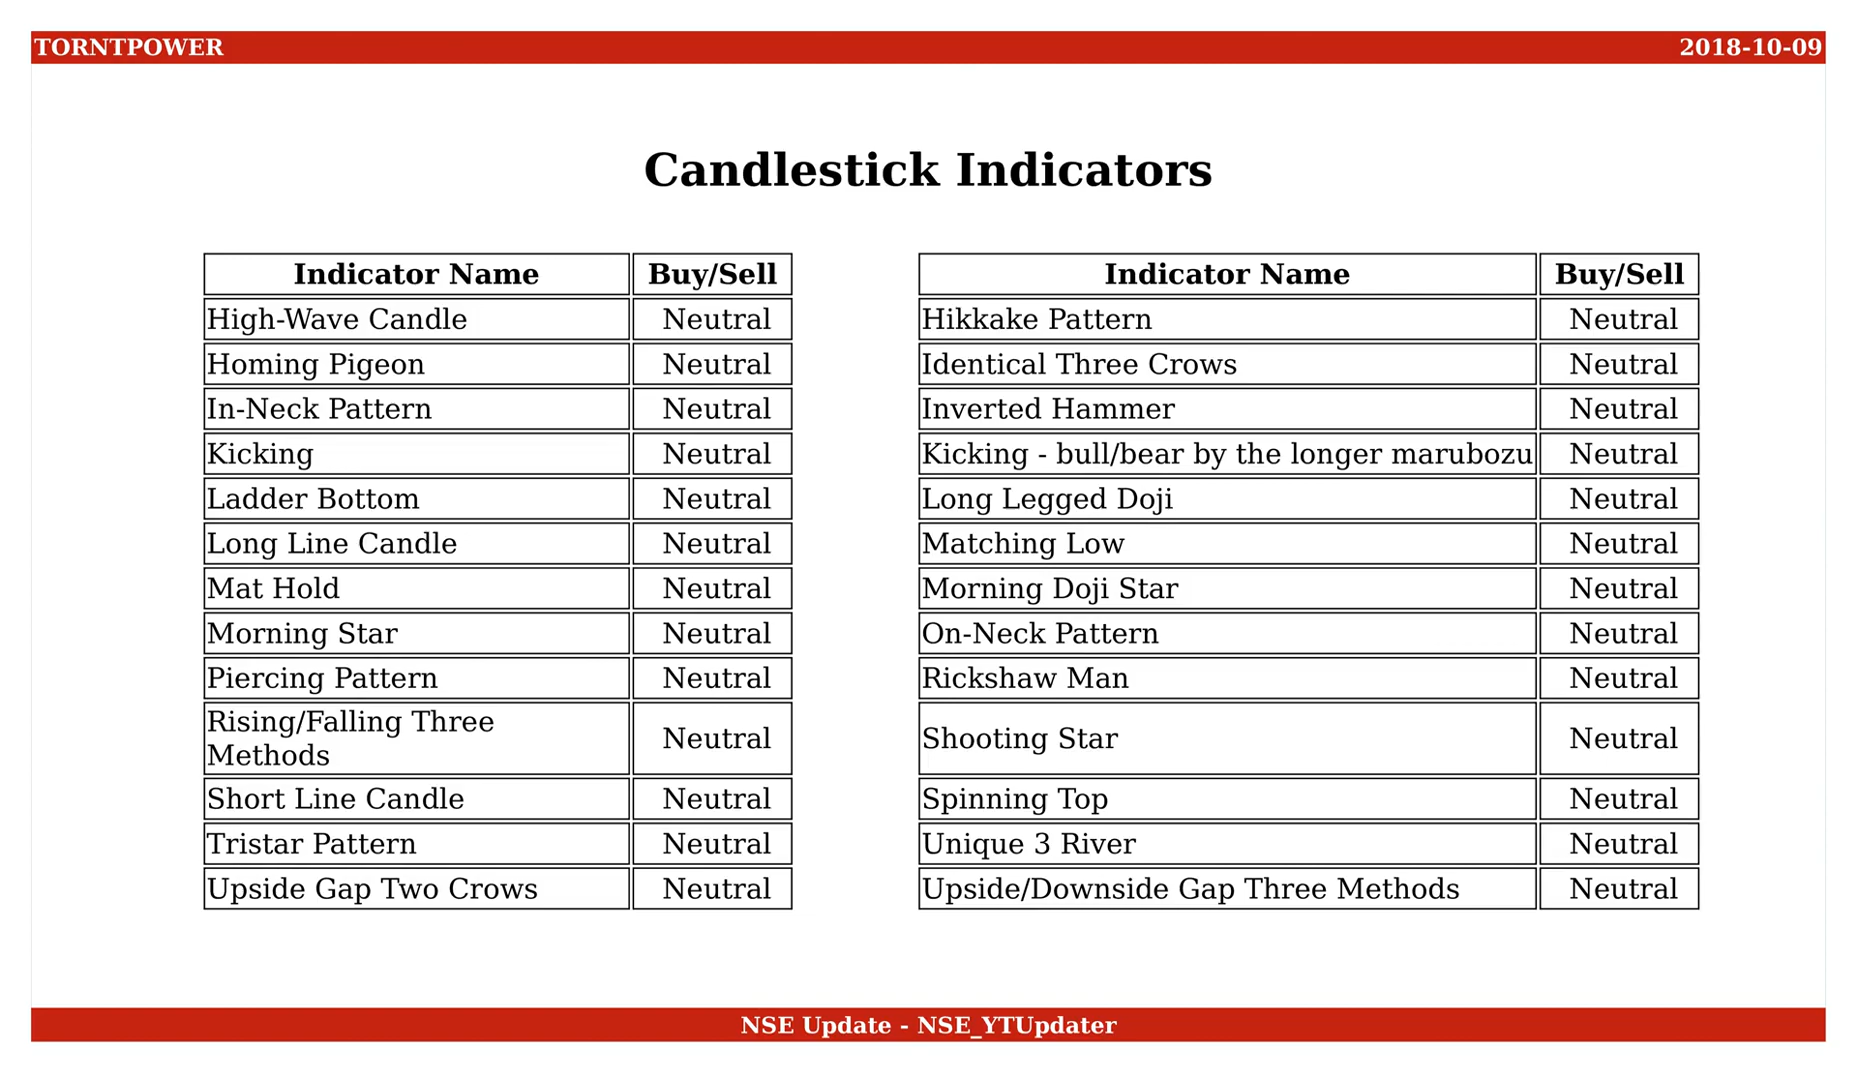 TORNTPOWER 2018-10-09
Candlestick Indicators
Indicator Name Buy/Sell Indicator Name Buy/Sell
High-Wave Candle Neutral Hikkake Pattern Neutral
Homing Pigeon Neutral Identical Three Crows Neutral
In-Neck Pattern Neutral Inverted Hammer Neutral
Kicking Neutral Kicking - bull/bear by the longer marubozu Neutral
Ladder Bottom Neutral Long Legged Doji Neutral
Long Line Candle Neutral Matching Low Neutral
Mat Hold Neutral Morning Doji Star Neutral
Morning Star Neutral On-Neck Pattern Neutral
Piercing Pattern Neutral Rickshaw Man Neutral
Rising/Falling Three
Methods Neutral Shooting Star Neutral
Short Line Candle Neutral Spinning Top Neutral
Tristar Pattern Neutral Unique 3 River Neutral
Upside Gap Two Crows Neutral Upside/Downside Gap Three Methods Neutral
NSE Update - NSE_YTUpdater